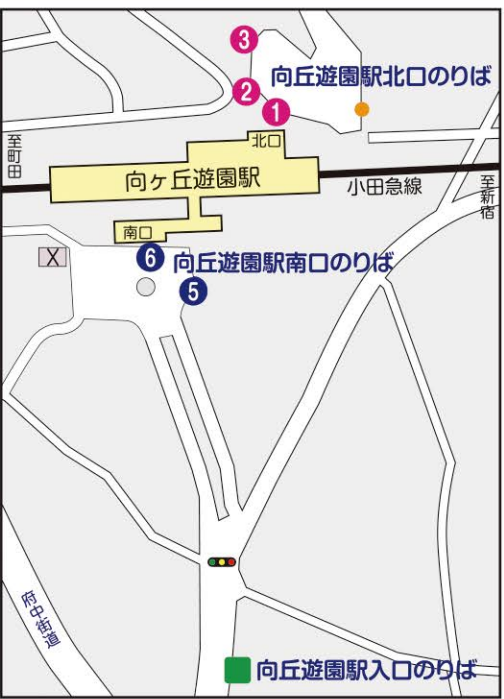 3
向丘遊園駅北口のりば
2
1
北口
至町田
向ヶ丘遊園駅
小田急線
至新宿
南口
X
6
向丘遊園駅南口のりば
5
府中街道
向丘遊園駅入口のりば